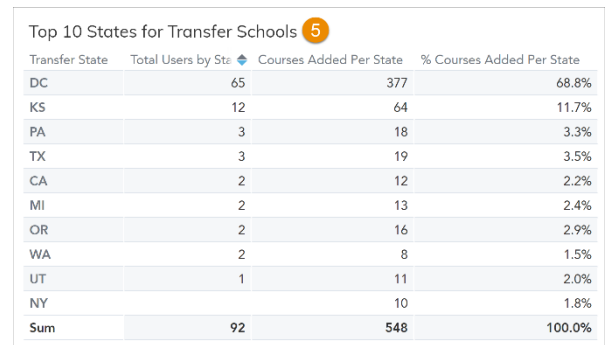 Top 10 States for Transfer Schools 5
Transfer State Total Users by Sta Courses Added Per State % Courses Added Per State
DC 65 377 68.8%
KS 12 64 11.7%
PA 3 18 3.3%
TX 3 19 3.5%
CA 2 12 2.2%
MI 2 13 2.4%
OR 2 16 2.9%
WA 2 8 1.5%
UT 1 11 2.0%
NY 10 1.8%
Sum 92 548 100.0%